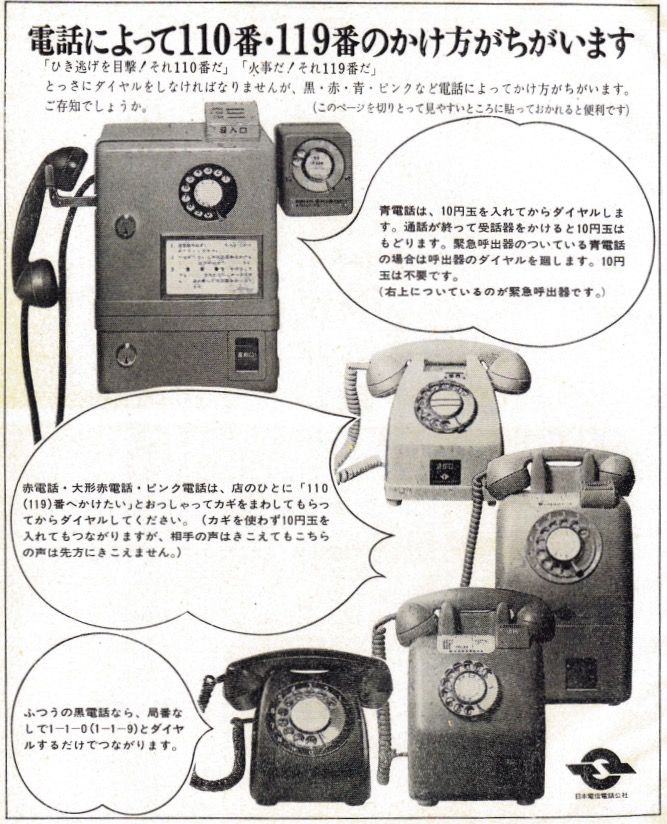 電話によって110番・119番のかけ方がちがいます
「ひき逃げを目撃!それ110番だ」「火事だ!それ119番だ」
とっさにダイヤルをしなければなりませんが、黒・赤・青・ピンクなど電話によってかけ方がちがいます。
ご存知でしょうか。
(このページを切りとって見やすいところに貼っておかれると便利です)
青電話は、10円玉を入れてからダイヤルしま
す。通話が終って受話器をかけると10円玉は
もどります。緊急呼出器のついている青電話
の場合は呼出器のダイヤルを廻します。10円
玉は不要です。
(右上についているのが緊急呼出器です。)
赤電話・大形赤電話・ピンク電話は、店のひとに「110
(119)番へかけたい」とおっしゃってカギをまわしてもらっ
てからダイヤルしてください。(カギを使わず10円玉を
入れてもつながりますが、相手の声はきこえてもこちら
の声は先方にきこえません。)
ふつうの黒電話なら、局番な
しで1-1-0(1-1-9)とダイヤ
ルするだけでつながります。
日本電信電話公社